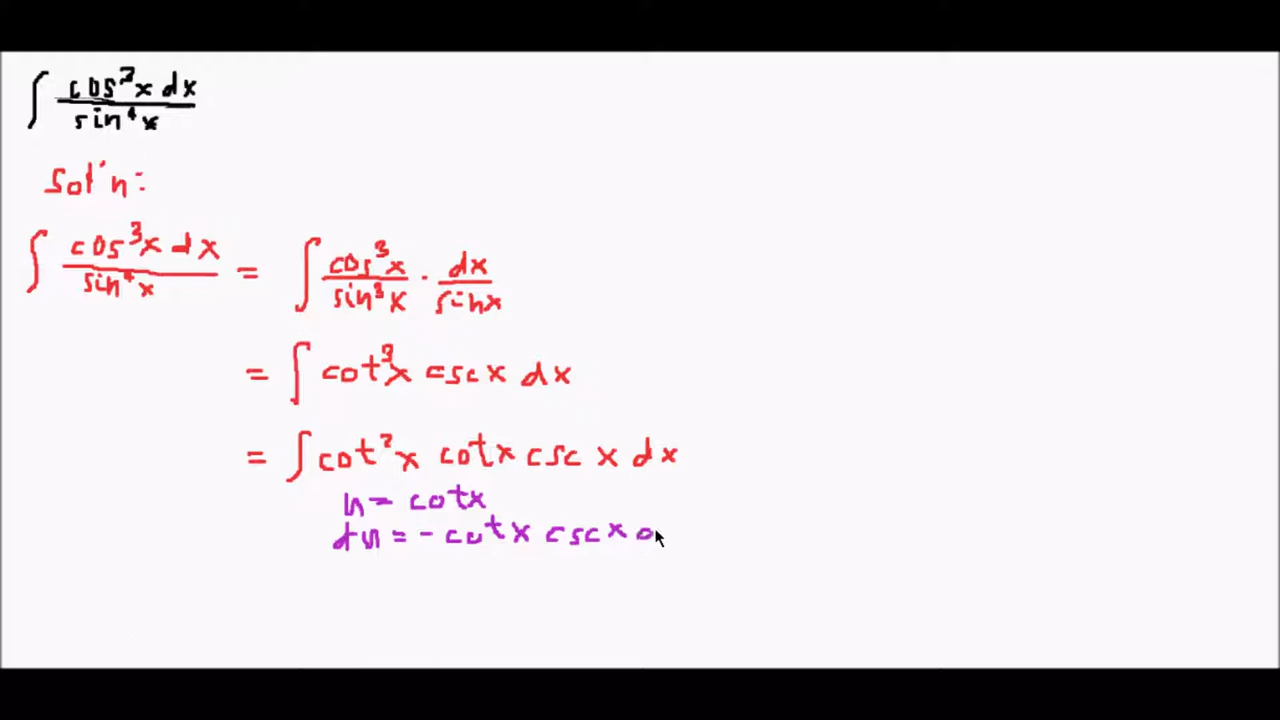 ∫ cos³x dx / sin⁴x
Sol'n:
∫ cos³x dx / sin⁴x = ∫ cos³x / sin³x · dx / sinx
= ∫ cot³x cscx dx
= ∫ cot²x cotx csc x dx
u = cotx
du = -cotx cscx